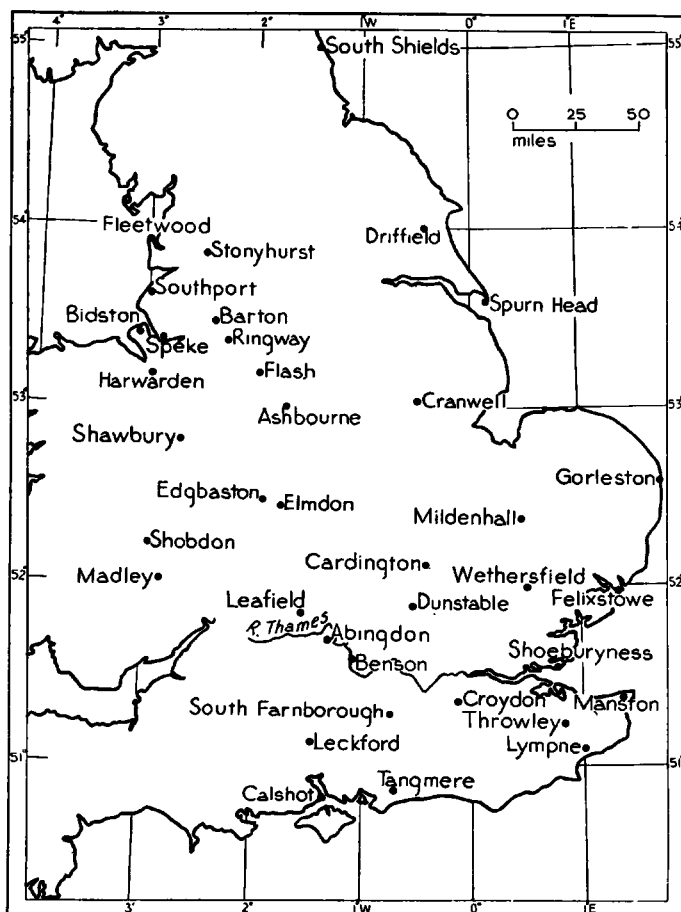 4° 3° 2° 1°W 0° 1°E
55° 55°
South Shields
0 25 50
miles
54° 54°
Fleetwood
Driffield
Stonyhurst
Southport
Spurn Head
Bidston
Barton
Speke
Ringway
Harwarden
Flash
53° 53°
Ashbourne
Cranwell
Shawbury
Gorleston
Edgbaston
Elmdon
Mildenhall
Shobdon
Cardington
Madley
Wethersfield
52° 52°
Leafield
Dunstable
Felixstowe
R. Thames
Abingdon
Shoeburyness
Benson
South Farnborough
Croydon
Manston
Throwley
Leckford
Lympne
51° 51°
Calshot
Tangmere
3° 2° 1°W 0° 1E